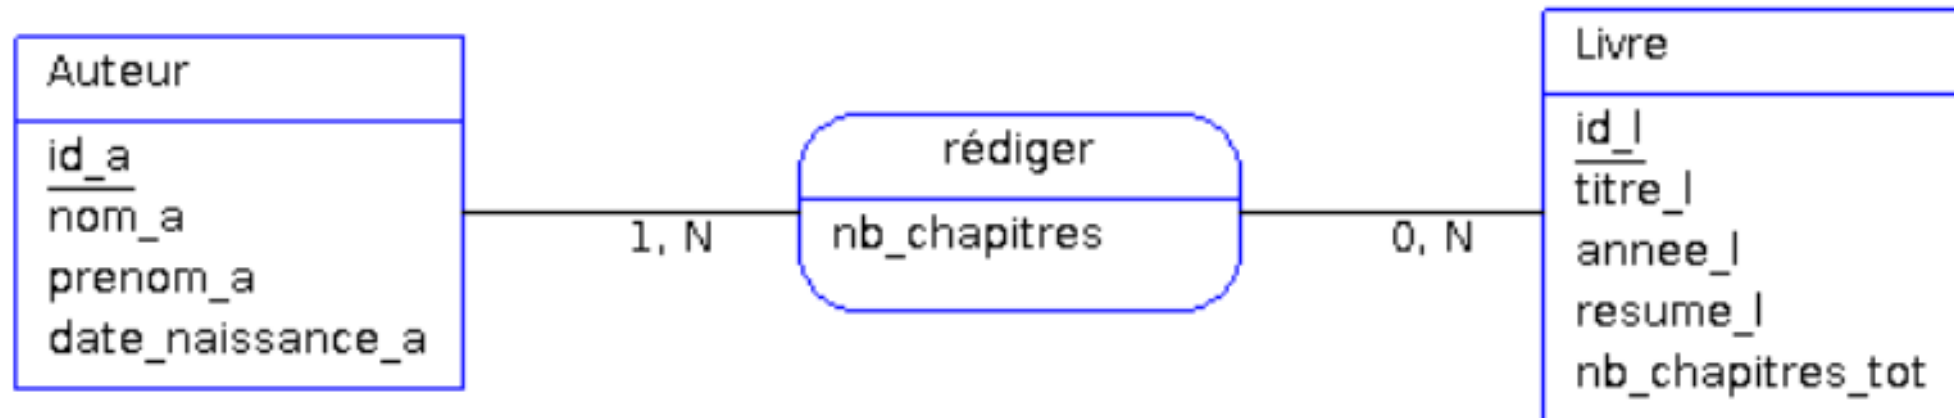 Auteur
id_a
nom_a
prenom_a
date_naissance_a
1, N
rédiger
nb_chapitres
0, N
Livre
id_l
titre_l
annee_l
resume_l
nb_chapitres_tot